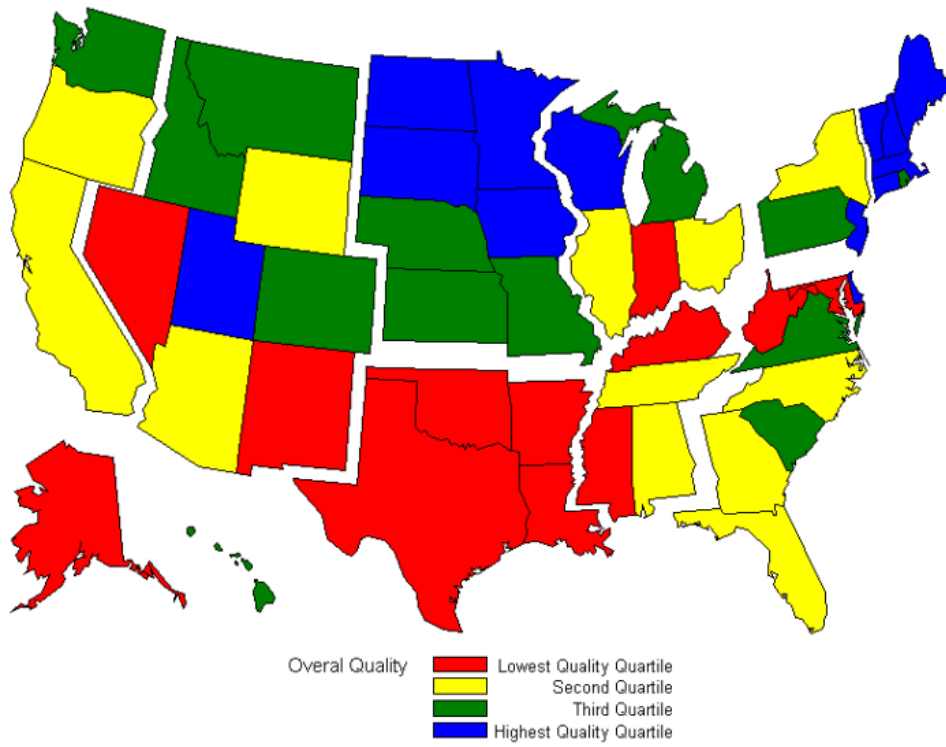 Overal Quality
Lowest Quality Quartile
Second Quartile
Third Quartile
Highest Quality Quartile